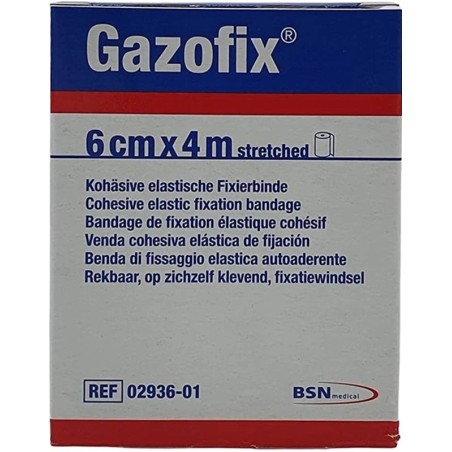 Gazofix®
6 cm x 4 m stretched
Kohäsive elastische Fixierbinde
Cohesive elastic fixation bandage
Bandage de fixation élastique cohésif
Venda cohesiva elástica de fijación
Benda di fissaggio elastica autoaderente
Rekbaar, op zichzelf klevend, fixatiewindsel
REF 02936-01
BSN medical